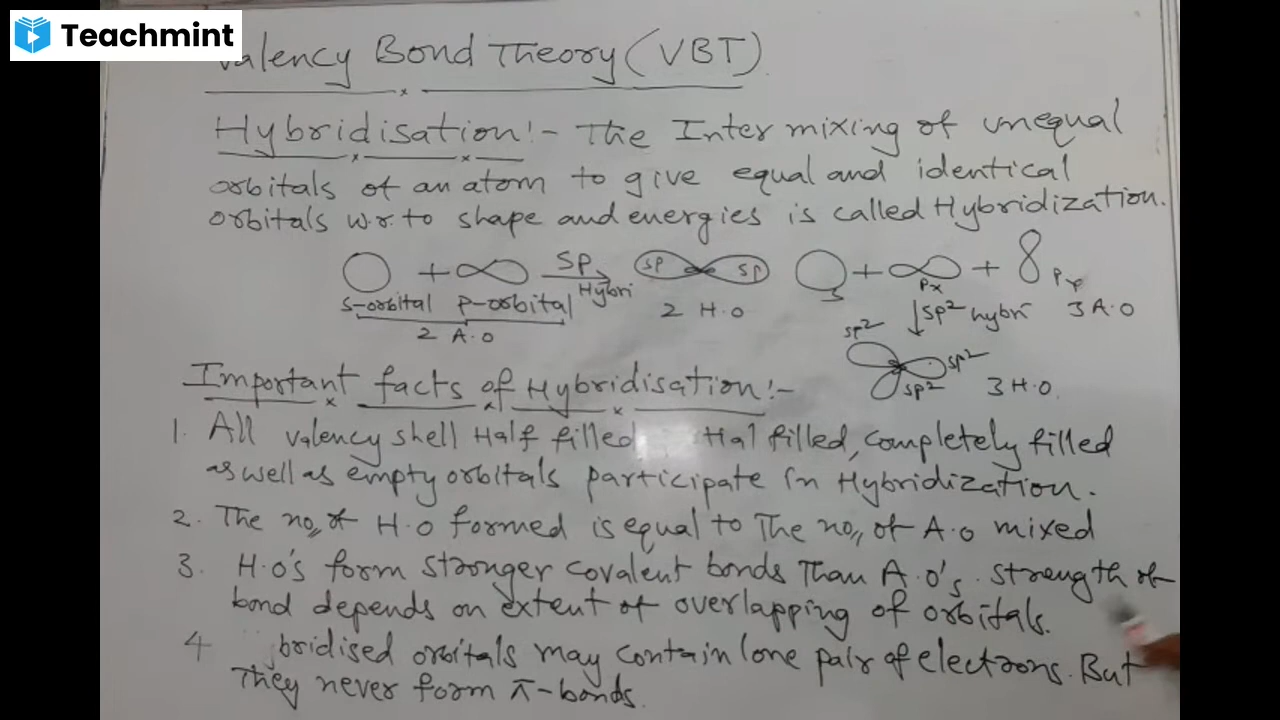 Teachmint
Valency Bond Theory (VBT)
Hybridisation:- The Inter mixing of unequal
orbitals of an atom to give equal and identical
orbitals w.r.to shape and energies is called Hybridization.
s-orbital + p-orbital SP Hybri sp sp
2 A.O 2 H.O
S + Px + Py 3 A.O
sp² hybri
sp² sp² sp² 3 H.O.
Important facts of Hybridisation:-
1. All valency shell Half filled Hal filled, completely filled
as well as empty orbitals participate in Hybridization.
2. The no,, of H.O formed is equal to The no,, of A.O mixed
3. H.O's form stronger covalent bonds Than A.O's. strength of
bond depends on extent of overlapping of orbitals.
4 bridised orbitals may contain lone pair of electrons. But
They never form π-bonds.